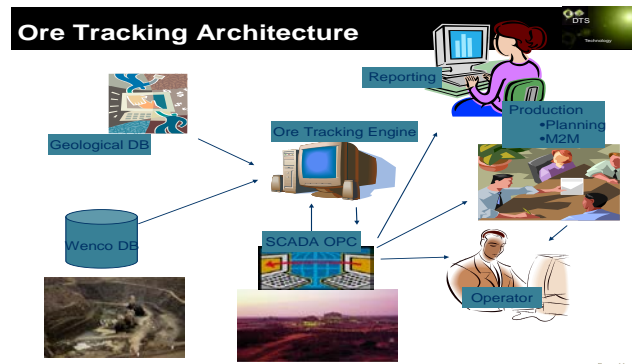 Ore Tracking Architecture
DTS
Technology
Reporting
Production
•Planning
•M2M
Ore Tracking Engine
Geological DB
SCADA OPC
Wenco DB
Operator